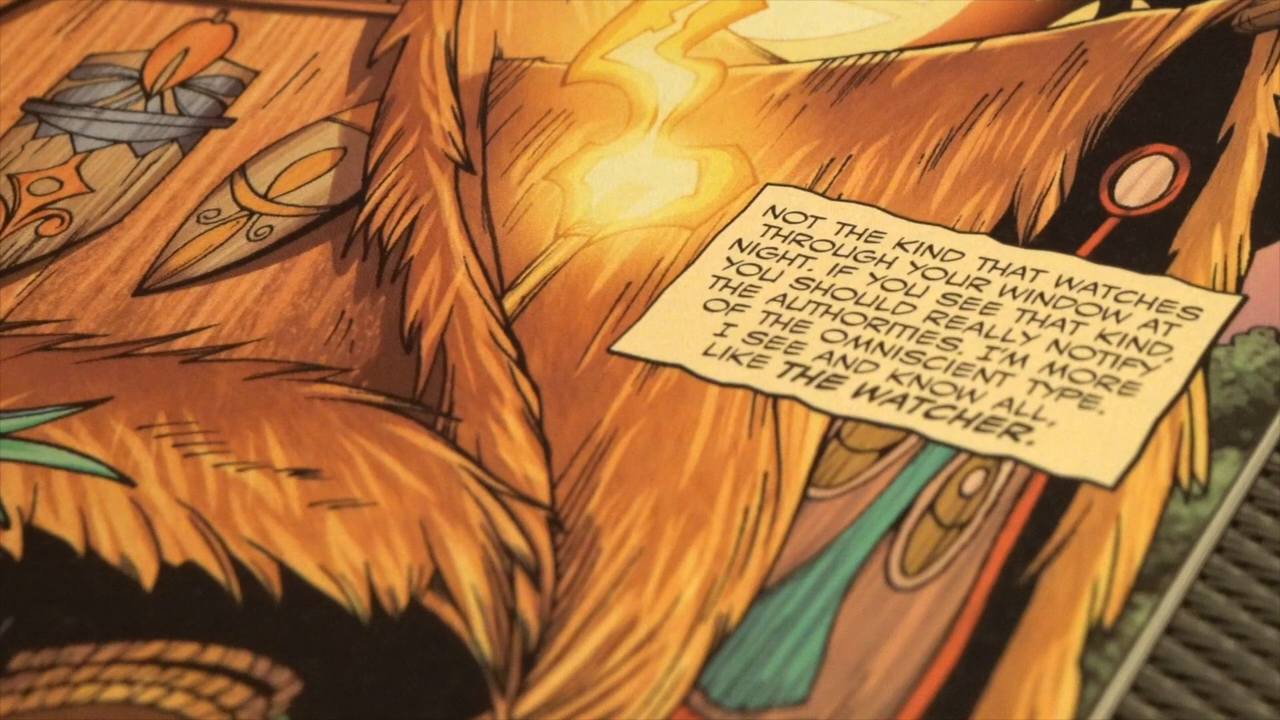 NOT THE KIND THAT WATCHES
THROUGH YOUR WINDOW AT
NIGHT. IF YOU SEE THAT KIND,
YOU SHOULD REALLY NOTIFY
THE AUTHORITIES. I'M MORE
OF THE OMNISCIENT TYPE.
I SEE AND KNOW ALL,
LIKE THE WATCHER.